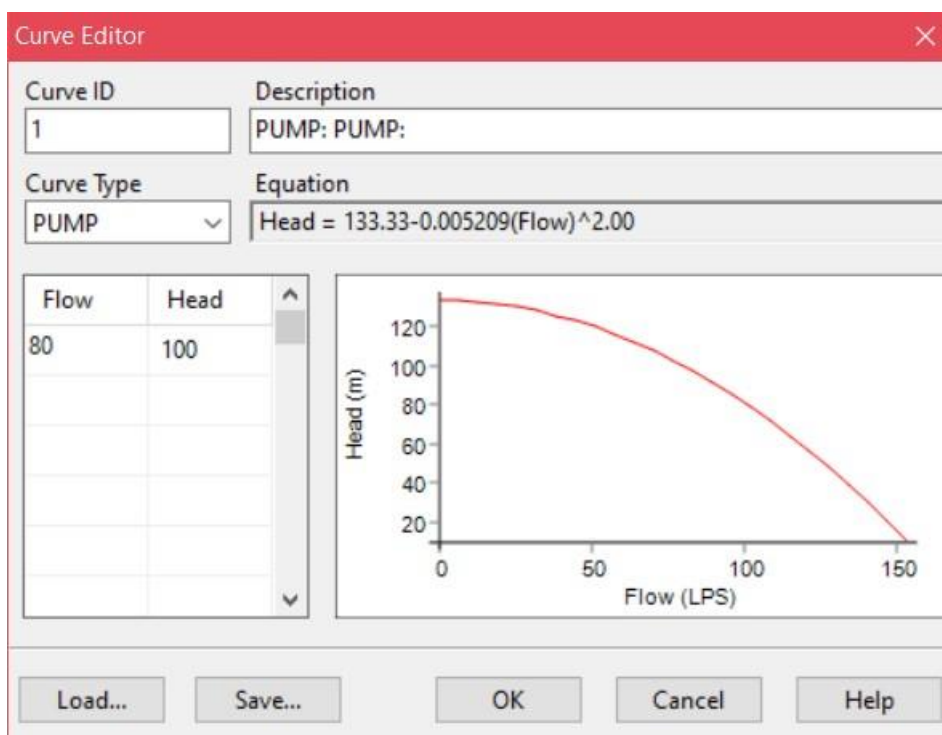 Curve Editor
Curve ID
Description
1
PUMP: PUMP:
Curve Type
Equation
PUMP
Head = 133.33-0.005209(Flow)^2.00
Flow Head
80 100
Head (m)
120
100
80
60
40
20
0 50 100 150
Flow (LPS)
Load... Save... OK Cancel Help